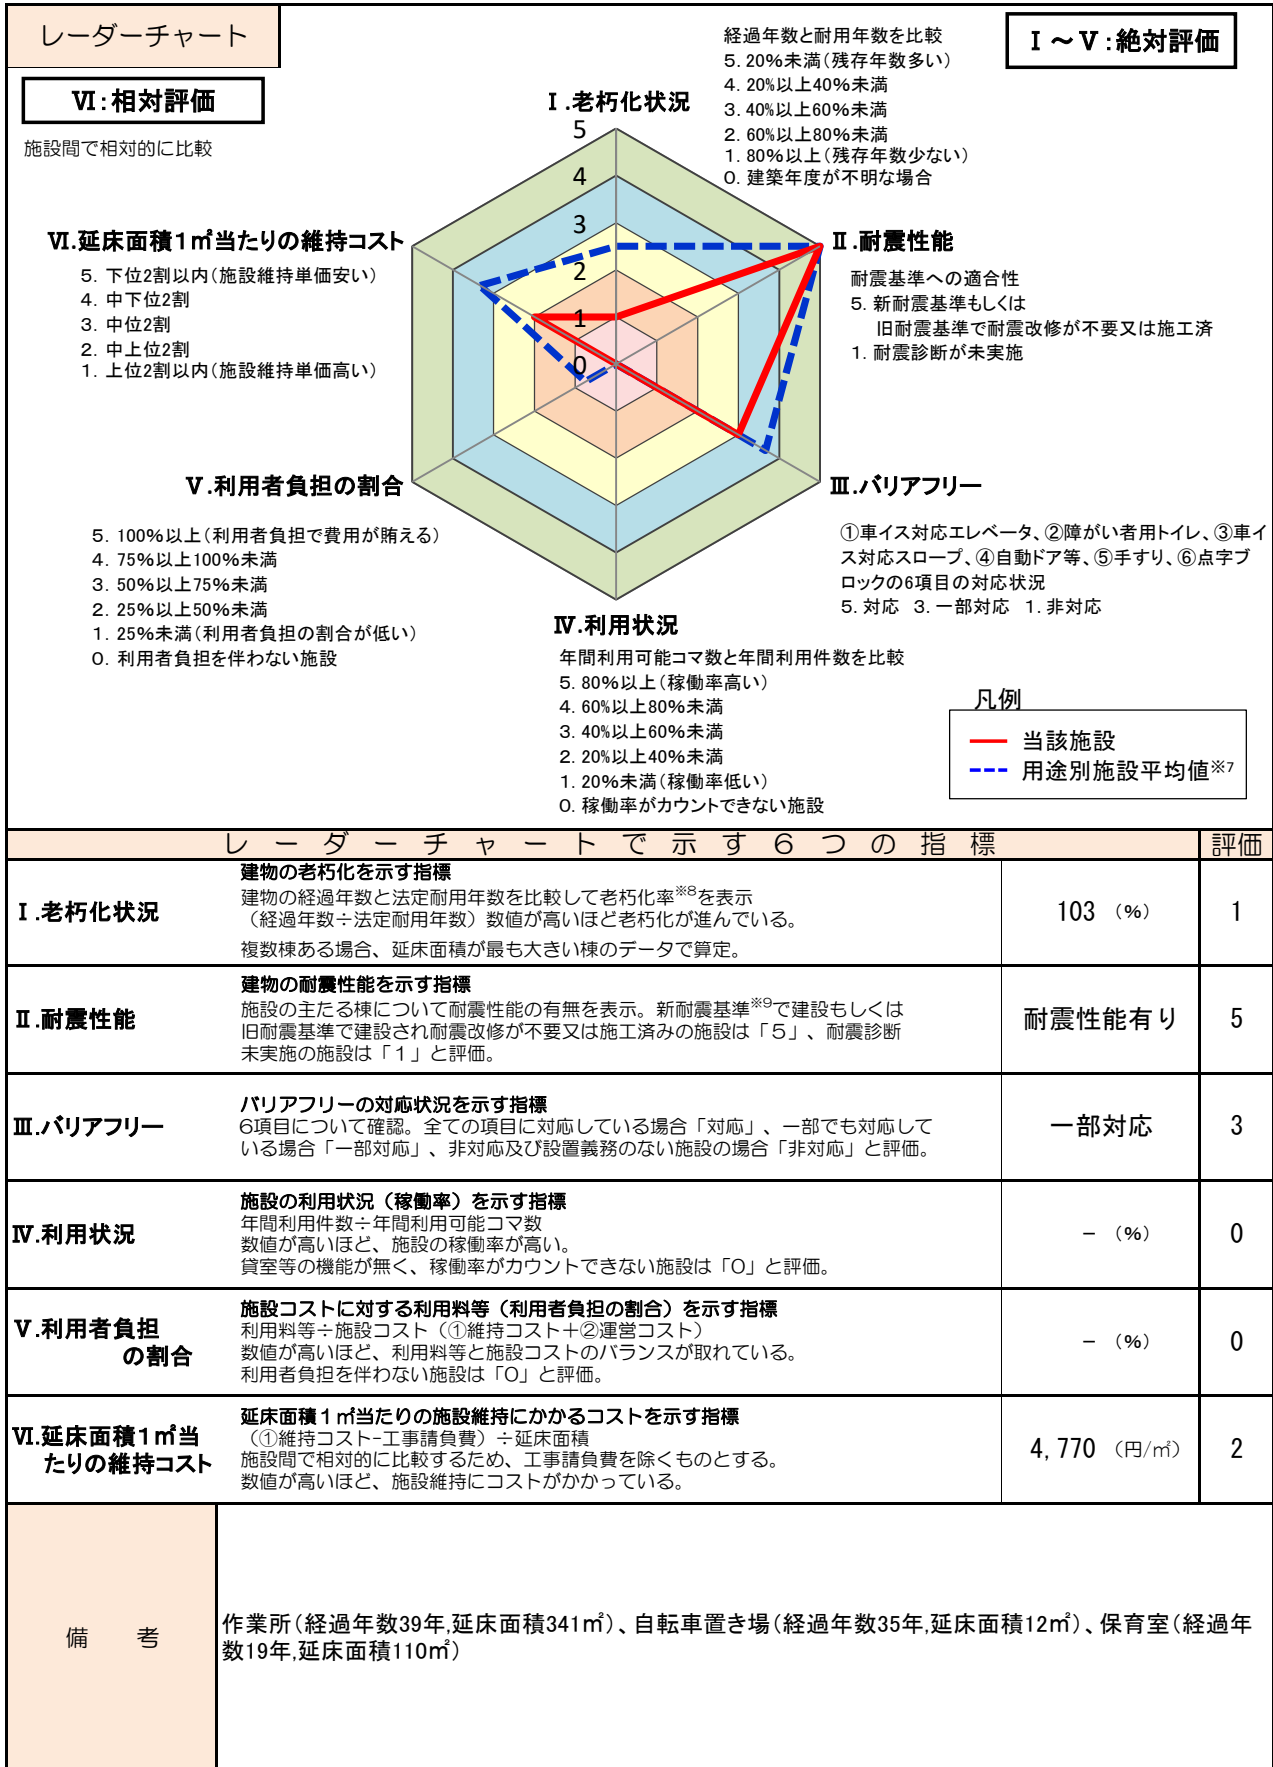 レーダーチャート
Ⅰ～Ⅴ:絶対評価
Ⅵ:相対評価
施設間で相対的に比較
Ⅰ.老朽化状況
経過年数と耐用年数を比較
5. 20%未満(残存年数多い)
4. 20%以上40%未満
3. 40%以上60%未満
2. 60%以上80%未満
1. 80%以上(残存年数少ない)
0. 建築年度が不明な場合
5
4
3
2
1
0
Ⅱ.耐震性能
耐震基準への適合性
5. 新耐震基準もしくは
旧耐震基準で耐震改修が不要又は施工済
1. 耐震診断が未実施
Ⅵ.延床面積1㎡当たりの維持コスト
5. 下位2割以内(施設維持単価安い)
4. 中下位2割
3. 中位2割
2. 中上位2割
1. 上位2割以内(施設維持単価高い)
Ⅲ.バリアフリー
①車イス対応エレベータ、②障がい者用トイレ、③車イ
ス対応スロープ、④自動ドア等、⑤手すり、⑥点字ブ
ロックの6項目の対応状況
5. 対応 3. 一部対応 1. 非対応
Ⅴ.利用者負担の割合
5. 100%以上(利用者負担で費用が賄える)
4. 75%以上100%未満
3. 50%以上75%未満
2. 25%以上50%未満
1. 25%未満(利用者負担の割合が低い)
0. 利用者負担を伴わない施設
Ⅳ.利用状況
年間利用可能コマ数と年間利用件数を比較
5. 80%以上(稼働率高い)
4. 60%以上80%未満
3. 40%以上60%未満
2. 20%以上40%未満
1. 20%未満(稼働率低い)
0. 稼働率がカウントできない施設
凡例
当該施設
用途別施設平均値※7
レーダーチャートで示す6つの指標 評価
Ⅰ.老朽化状況
建物の老朽化を示す指標
建物の経過年数と法定耐用年数を比較して老朽化率※8を表示
(経過年数÷法定耐用年数)数値が高いほど老朽化が進んでいる。
複数棟ある場合、延床面積が最も大きい棟のデータで算定。
103 (%) 1
Ⅱ.耐震性能
建物の耐震性能を示す指標
施設の主たる棟について耐震性能の有無を表示。新耐震基準※9で建設もしくは
旧耐震基準で建設され耐震改修が不要又は施工済みの施設は「5」、耐震診断
未実施の施設は「1」と評価。
耐震性能有り 5
Ⅲ.バリアフリー
バリアフリーの対応状況を示す指標
6項目について確認。全ての項目に対応している場合「対応」、一部でも対応して
いる場合「一部対応」、非対応及び設置義務のない施設の場合「非対応」と評価。
一部対応 3
Ⅳ.利用状況
施設の利用状況(稼働率)を示す指標
年間利用件数÷年間利用可能コマ数
数値が高いほど、施設の稼働率が高い。
貸室等の機能が無く、稼働率がカウントできない施設は「0」と評価。
− (%) 0
Ⅴ.利用者負担
の割合
施設コストに対する利用料等(利用者負担の割合)を示す指標
利用料等÷施設コスト(①維持コスト+②運営コスト)
数値が高いほど、利用料等と施設コストのバランスが取れている。
利用者負担を伴わない施設は「0」と評価。
− (%) 0
Ⅵ.延床面積1㎡当
たりの維持コスト
延床面積1㎡当たりの施設維持にかかるコストを示す指標
(①維持コスト-工事請負費)÷延床面積
施設間で相対的に比較するため、工事請負費を除くものとする。
数値が高いほど、施設維持にコストがかかっている。
4,770 (円/㎡) 2
備 考
作業所(経過年数39年,延床面積341㎡)、自転車置き場(経過年数35年,延床面積12㎡)、保育室(経過年
数19年,延床面積110㎡)